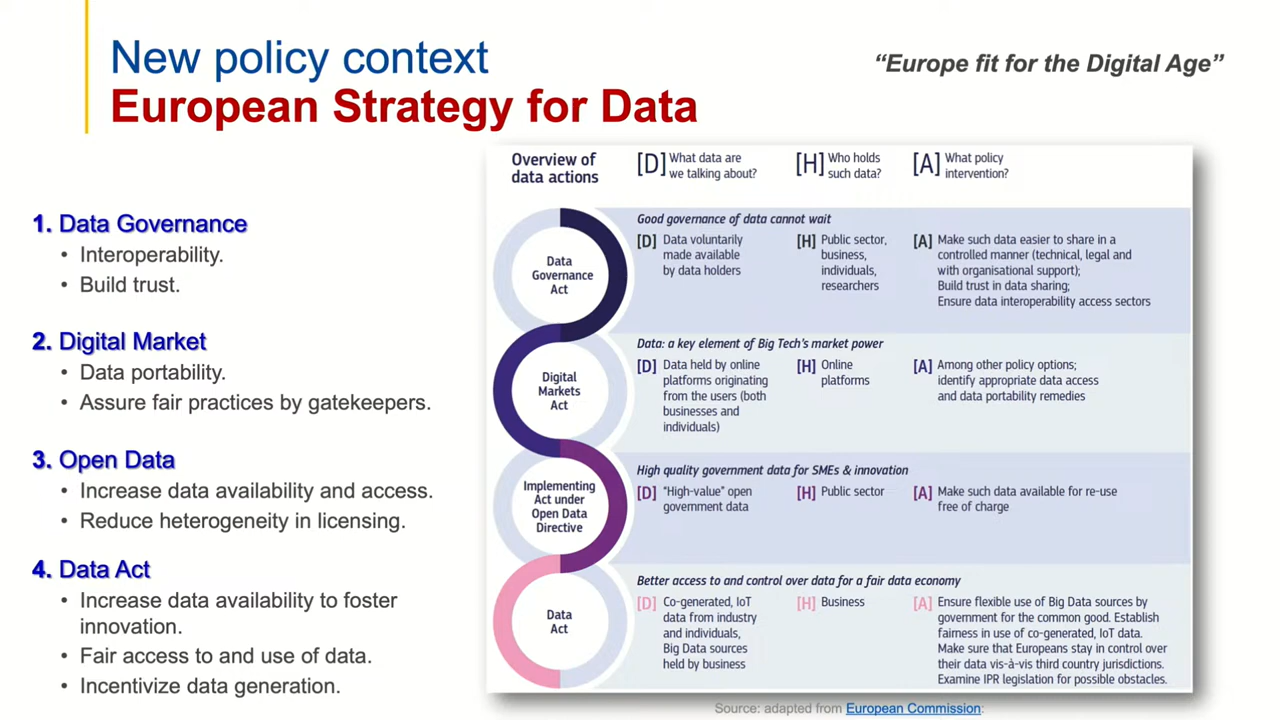 New policy context
European Strategy for Data
“Europe fit for the Digital Age”
1. Data Governance
• Interoperability.
• Build trust.
2. Digital Market
• Data portability.
• Assure fair practices by gatekeepers.
3. Open Data
• Increase data availability and access.
• Reduce heterogeneity in licensing.
4. Data Act
• Increase data availability to foster
innovation.
• Fair access to and use of data.
• Incentivize data generation.
Overview of
data actions
[D] What data are
we talking about?
[H] Who holds
such data?
[A] What policy
intervention?
Data
Governance
Act
Good governance of data cannot wait
[D] Data voluntarily
made available
by data holders
[H] Public sector,
business,
individuals,
researchers
[A] Make such data easier to share in a
controlled manner (technical, legal and
with organisational support);
Build trust in data sharing;
Ensure data interoperability access sectors
Digital
Markets
Act
Data: a key element of Big Tech's market power
[D] Data held by online
platforms originating
from the users (both
businesses and
individuals)
[H] Online
platforms
[A] Among other policy options;
identify appropriate data access
and data portability remedies
Implementing
Act under
Open Data
Directive
High quality government data for SMEs & innovation
[D] “High-value” open
government data
[H] Public sector
[A] Make such data available for re-use
free of charge
Data
Act
Better access to and control over data for a fair data economy
[D] Co-generated, IoT
data from industry
and individuals,
Big Data sources
held by business
[H] Business
[A] Ensure flexible use of Big Data sources by
government for the common good. Establish
fairness in use of co-generated, IoT data.
Make sure that Europeans stay in control over
their data vis-à-vis third country jurisdictions.
Examine IPR legislation for possible obstacles.
Source: adapted from European Commission: